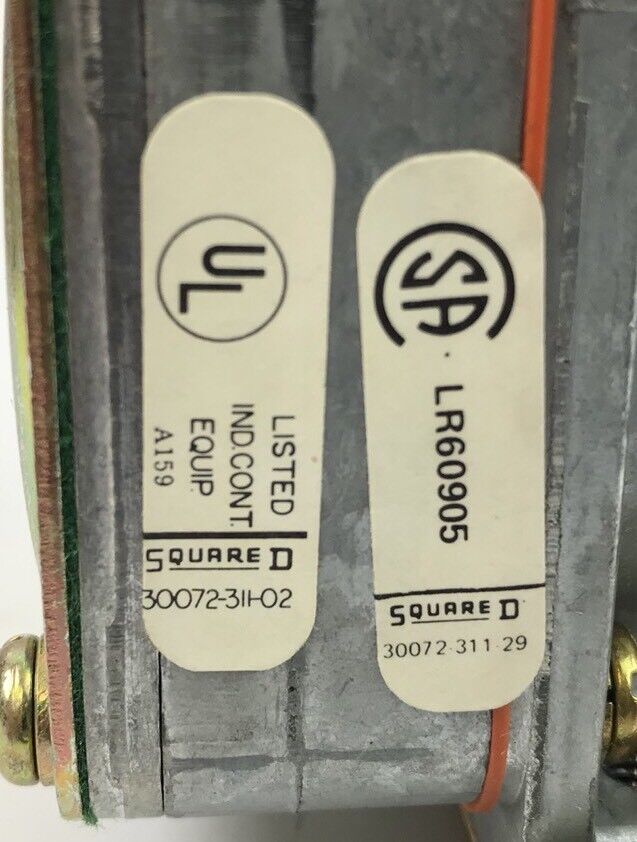 UL
LISTED
IND.CONT.
EQUIP.
A159
SQUARE D
30072-311-02
SA
LR60905
SQUARE D
30072-311-29